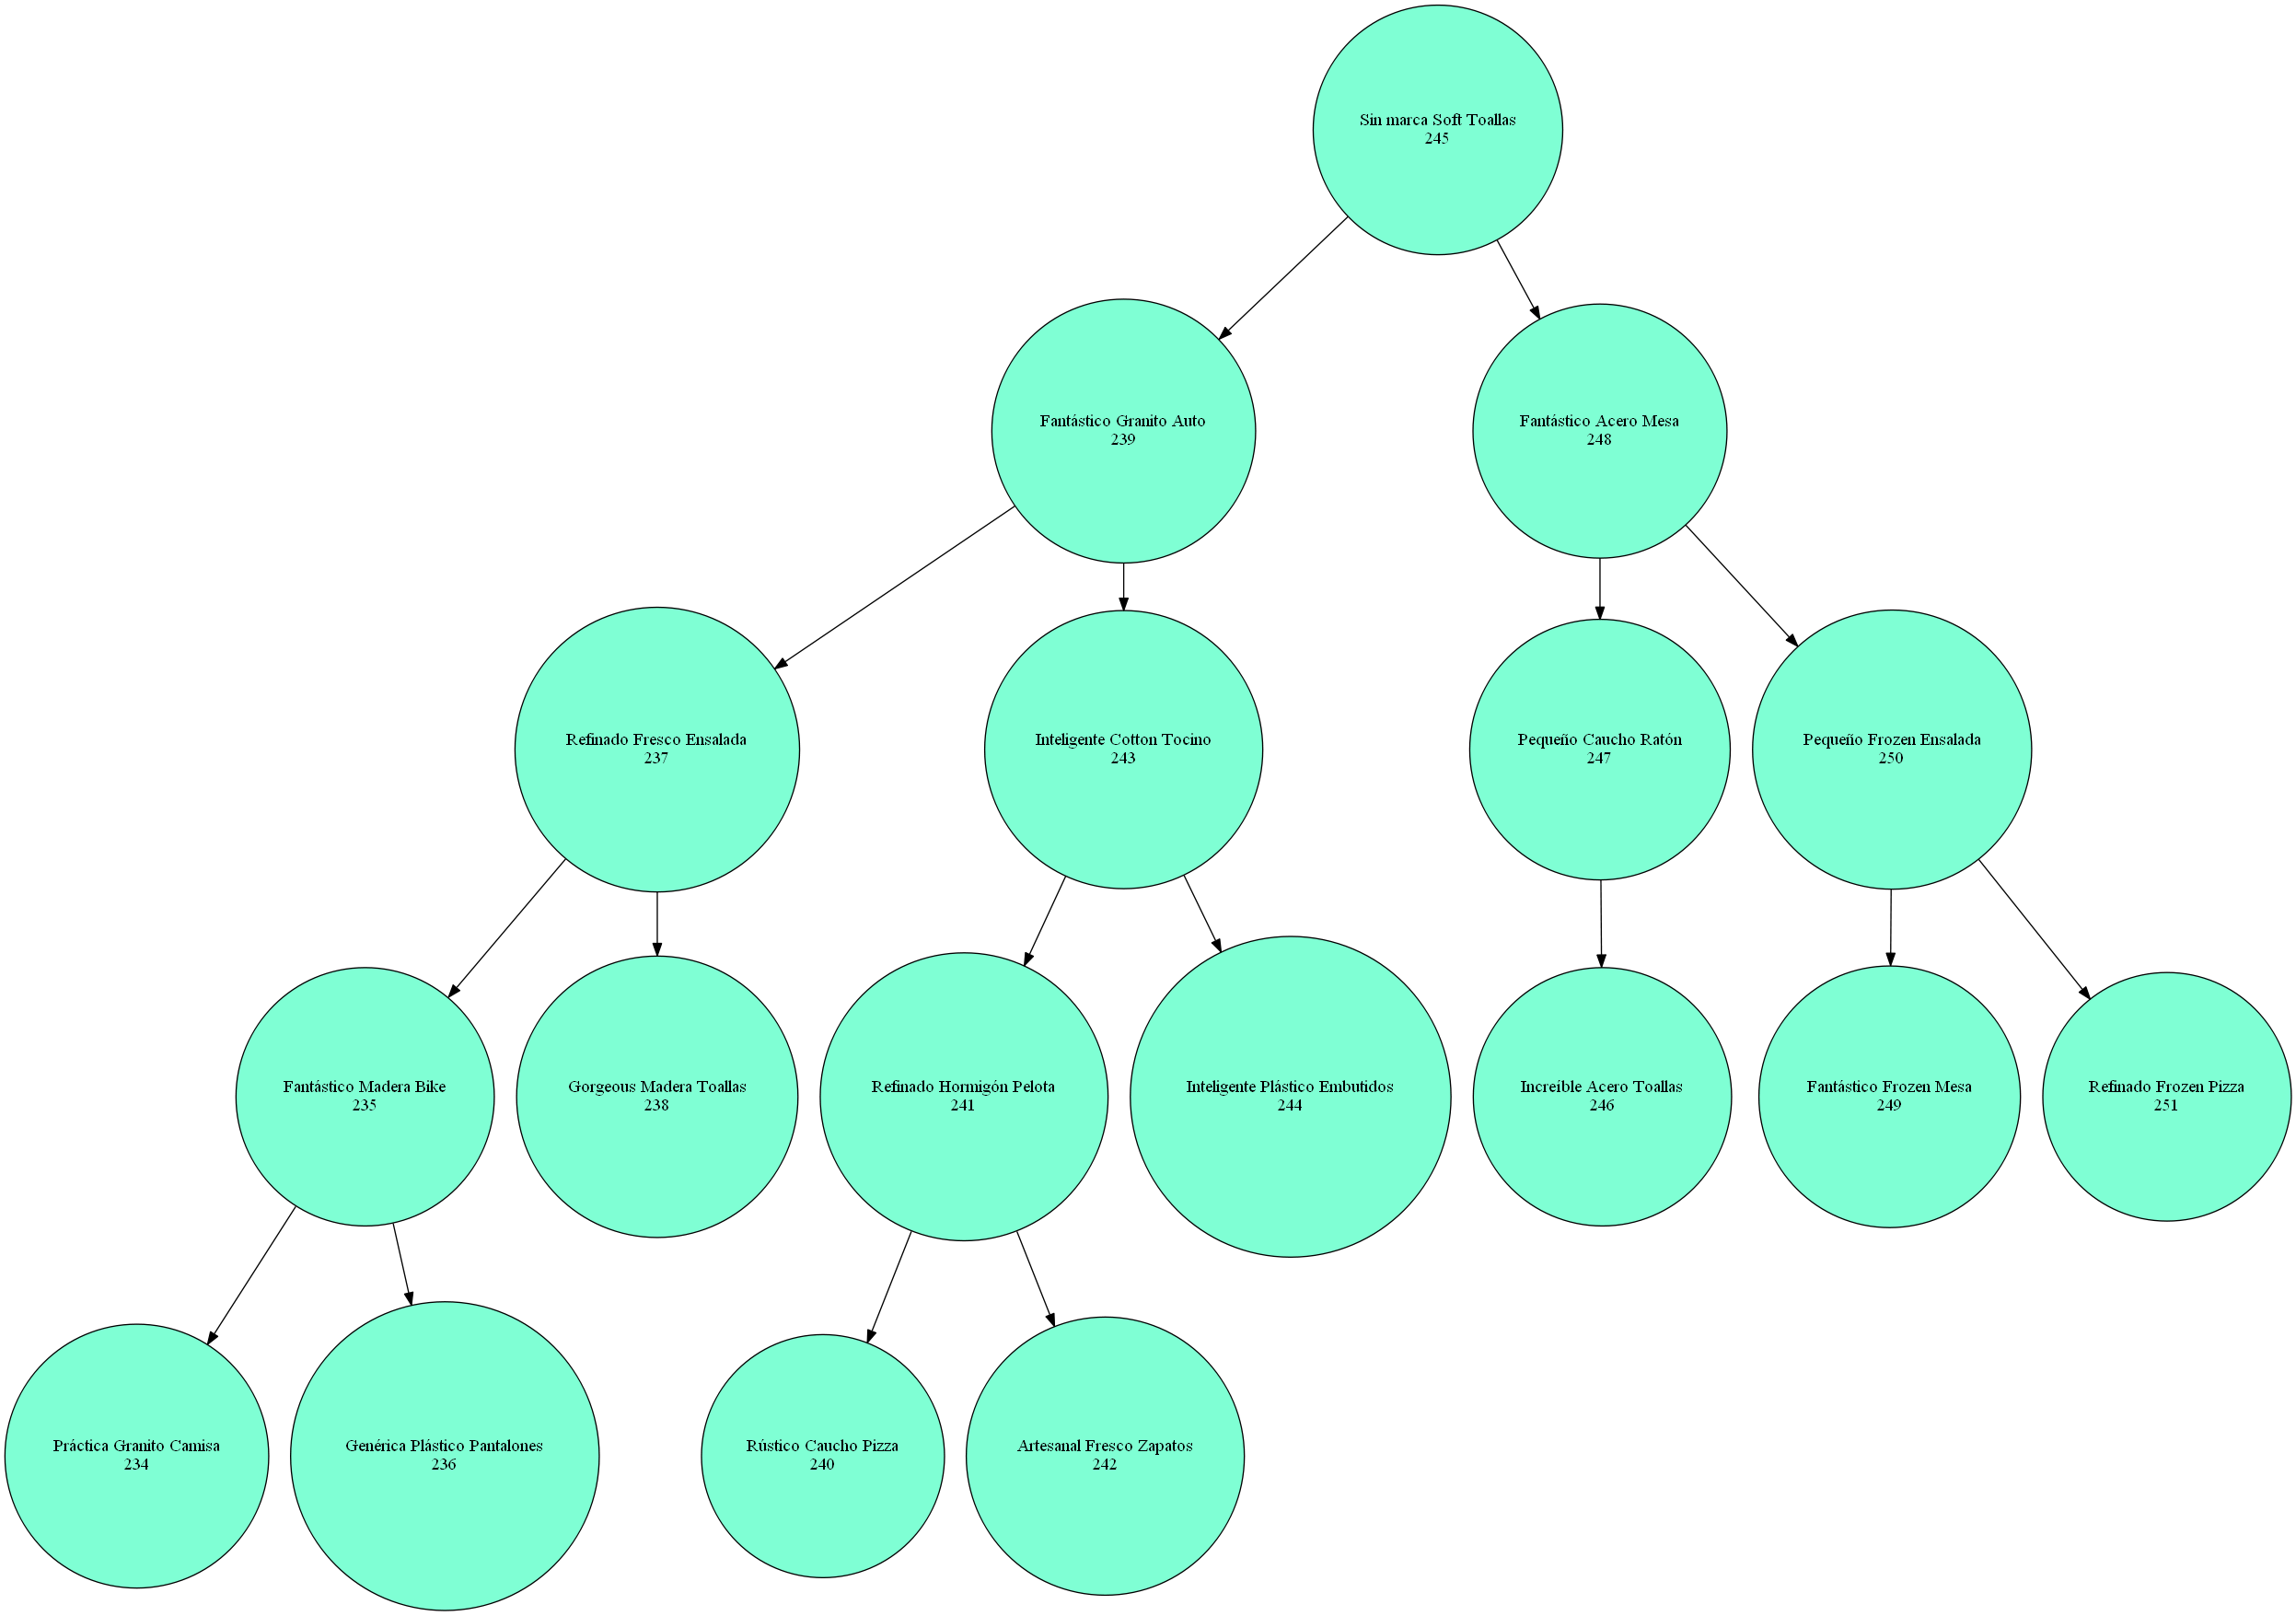 Sin marca Soft Toallas
245
Fantástico Granito Auto
239
Fantástico Acero Mesa
248
Refinado Fresco Ensalada
237
Inteligente Cotton Tocino
243
Pequeño Caucho Ratón
247
Pequeño Frozen Ensalada
250
Fantástico Madera Bike
235
Gorgeous Madera Toallas
238
Refinado Hormigón Pelota
241
Inteligente Plástico Embutidos
244
Increíble Acero Toallas
246
Fantástico Frozen Mesa
249
Refinado Frozen Pizza
251
Práctica Granito Camisa
234
Genérica Plástico Pantalones
236
Rústico Caucho Pizza
240
Artesanal Fresco Zapatos
242